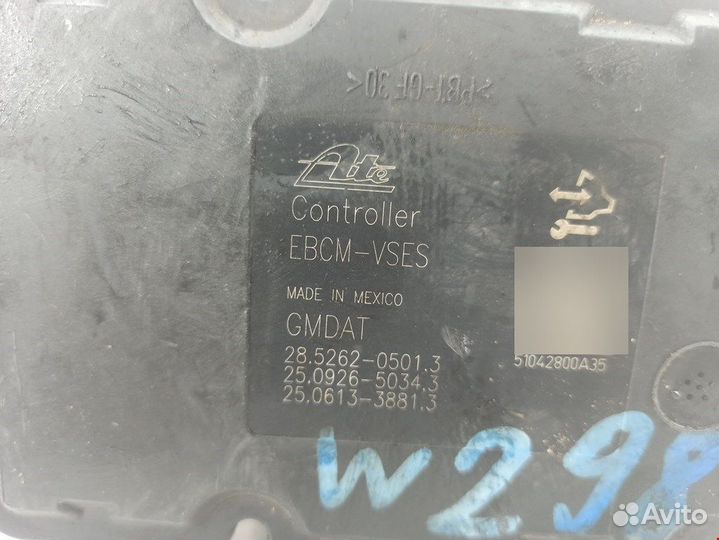 >PBT-GF30<
Ate
Controller
EBCM-VSES
MADE IN MEXICO
GMDAT
28.5262-0501.3
51042800A35
25.0926-5034.3
25.0613-3881.3
W298
Avito